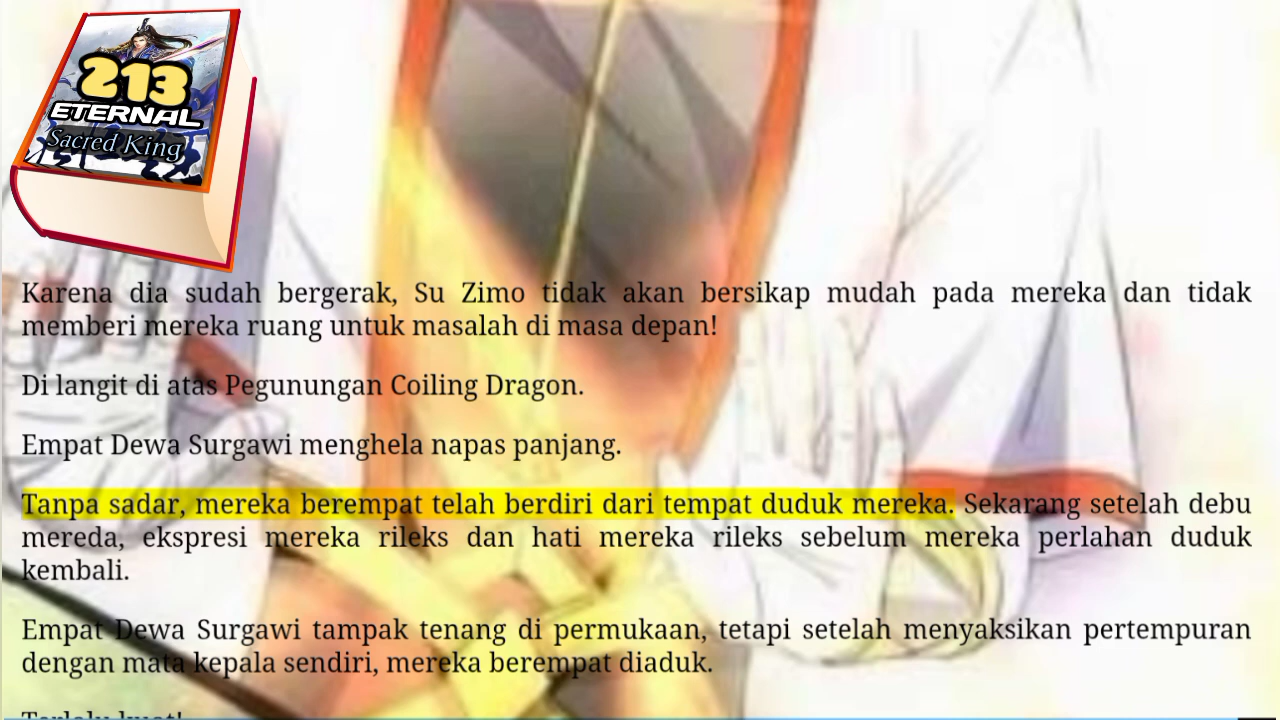 213
ETERNAL
Sacred King
Karena dia sudah bergerak, Su Zimo tidak akan bersikap mudah pada mereka dan tidak
memberi mereka ruang untuk masalah di masa depan!
Di langit di atas Pegunungan Coiling Dragon.
Empat Dewa Surgawi menghela napas panjang.
Tanpa sadar, mereka berempat telah berdiri dari tempat duduk mereka. Sekarang setelah debu
mereda, ekspresi mereka rileks dan hati mereka rileks sebelum mereka perlahan duduk
kembali.
Empat Dewa Surgawi tampak tenang di permukaan, tetapi setelah menyaksikan pertempuran
dengan mata kepala sendiri, mereka berempat diaduk.